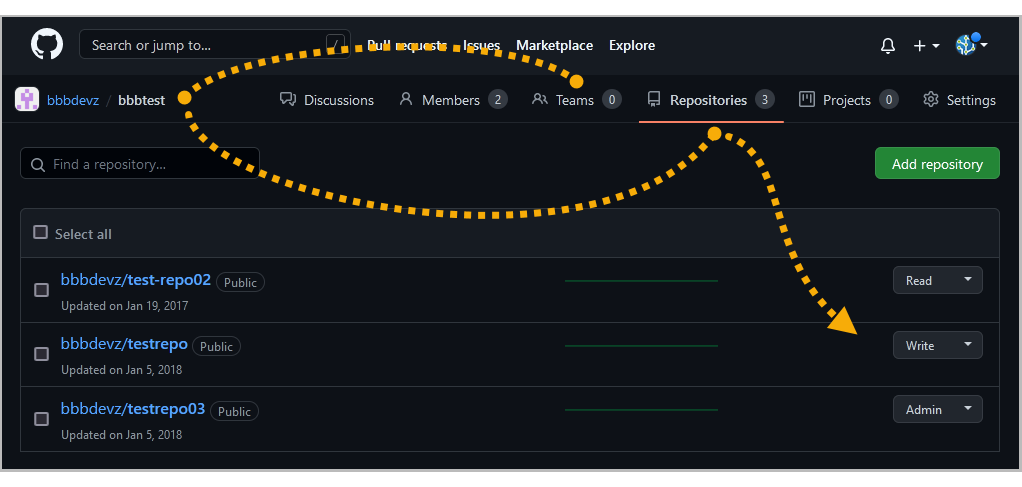 Search or jump to... / Pull requests Issues Marketplace Explore
bbbdevz / bbbtest Discussions Members 2 Teams 0 Repositories 3 Projects 0 Settings
Find a repository... Add repository
Select all
bbbdevz/test-repo02 Public Read
Updated on Jan 19, 2017
bbbdevz/testrepo Public Write
Updated on Jan 5, 2018
bbbdevz/testrepo03 Public Admin
Updated on Jan 5, 2018